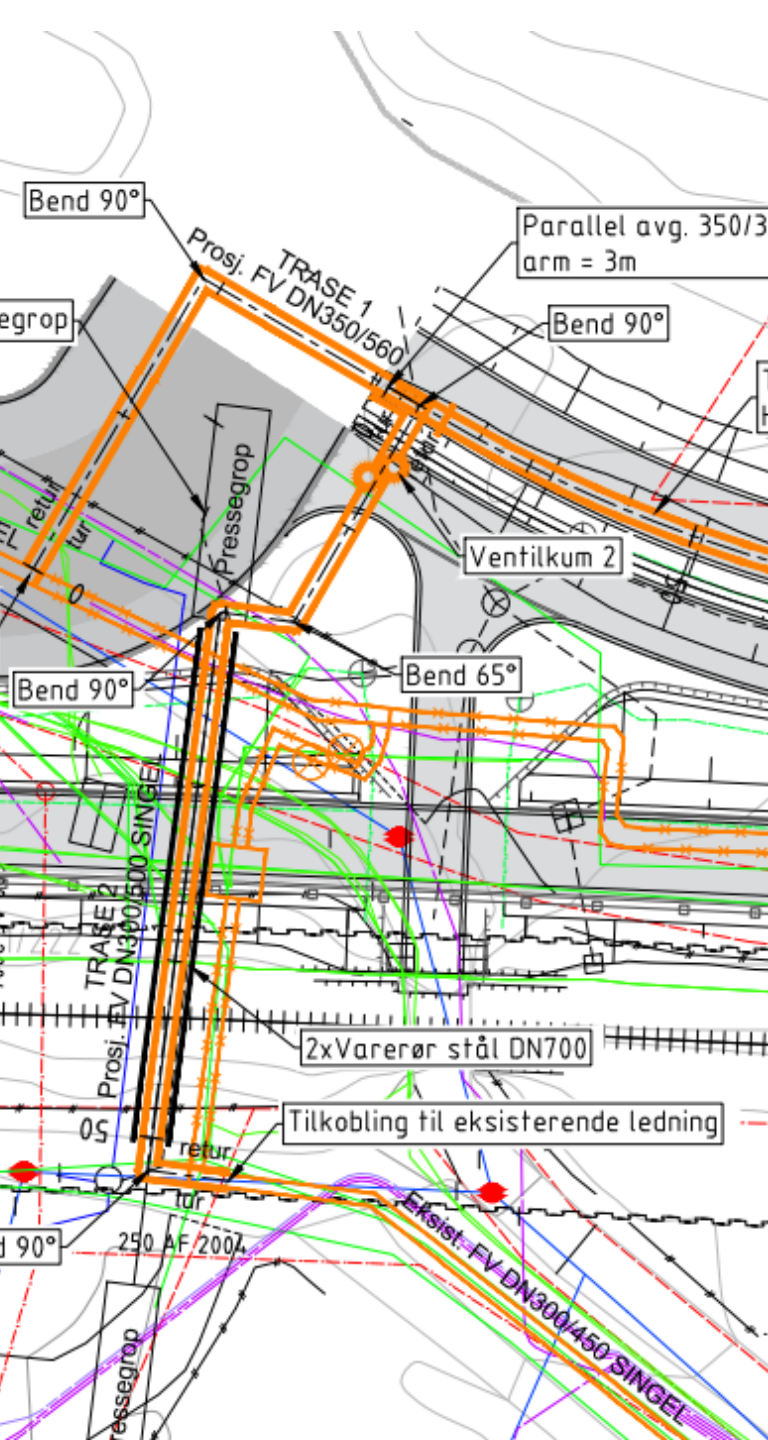 Bend 90°
Parallel avg. 350/3
arm = 3m
TRASE 1
Prosj. FV DN350/560
egrop
Bend 90°
Pressegrop
retur
tur
Ventilkum 2
0
Bend 65°
Bend 90°
TRASE 2
Prosj. FV DN300/500 SINGEL
2xVarerør stål DN700
50
Tilkobling til eksisterende ledning
retur
tur
d 90°
250 AF 2004
Eksist. FV DN300/450 SINGEL
ressegrop